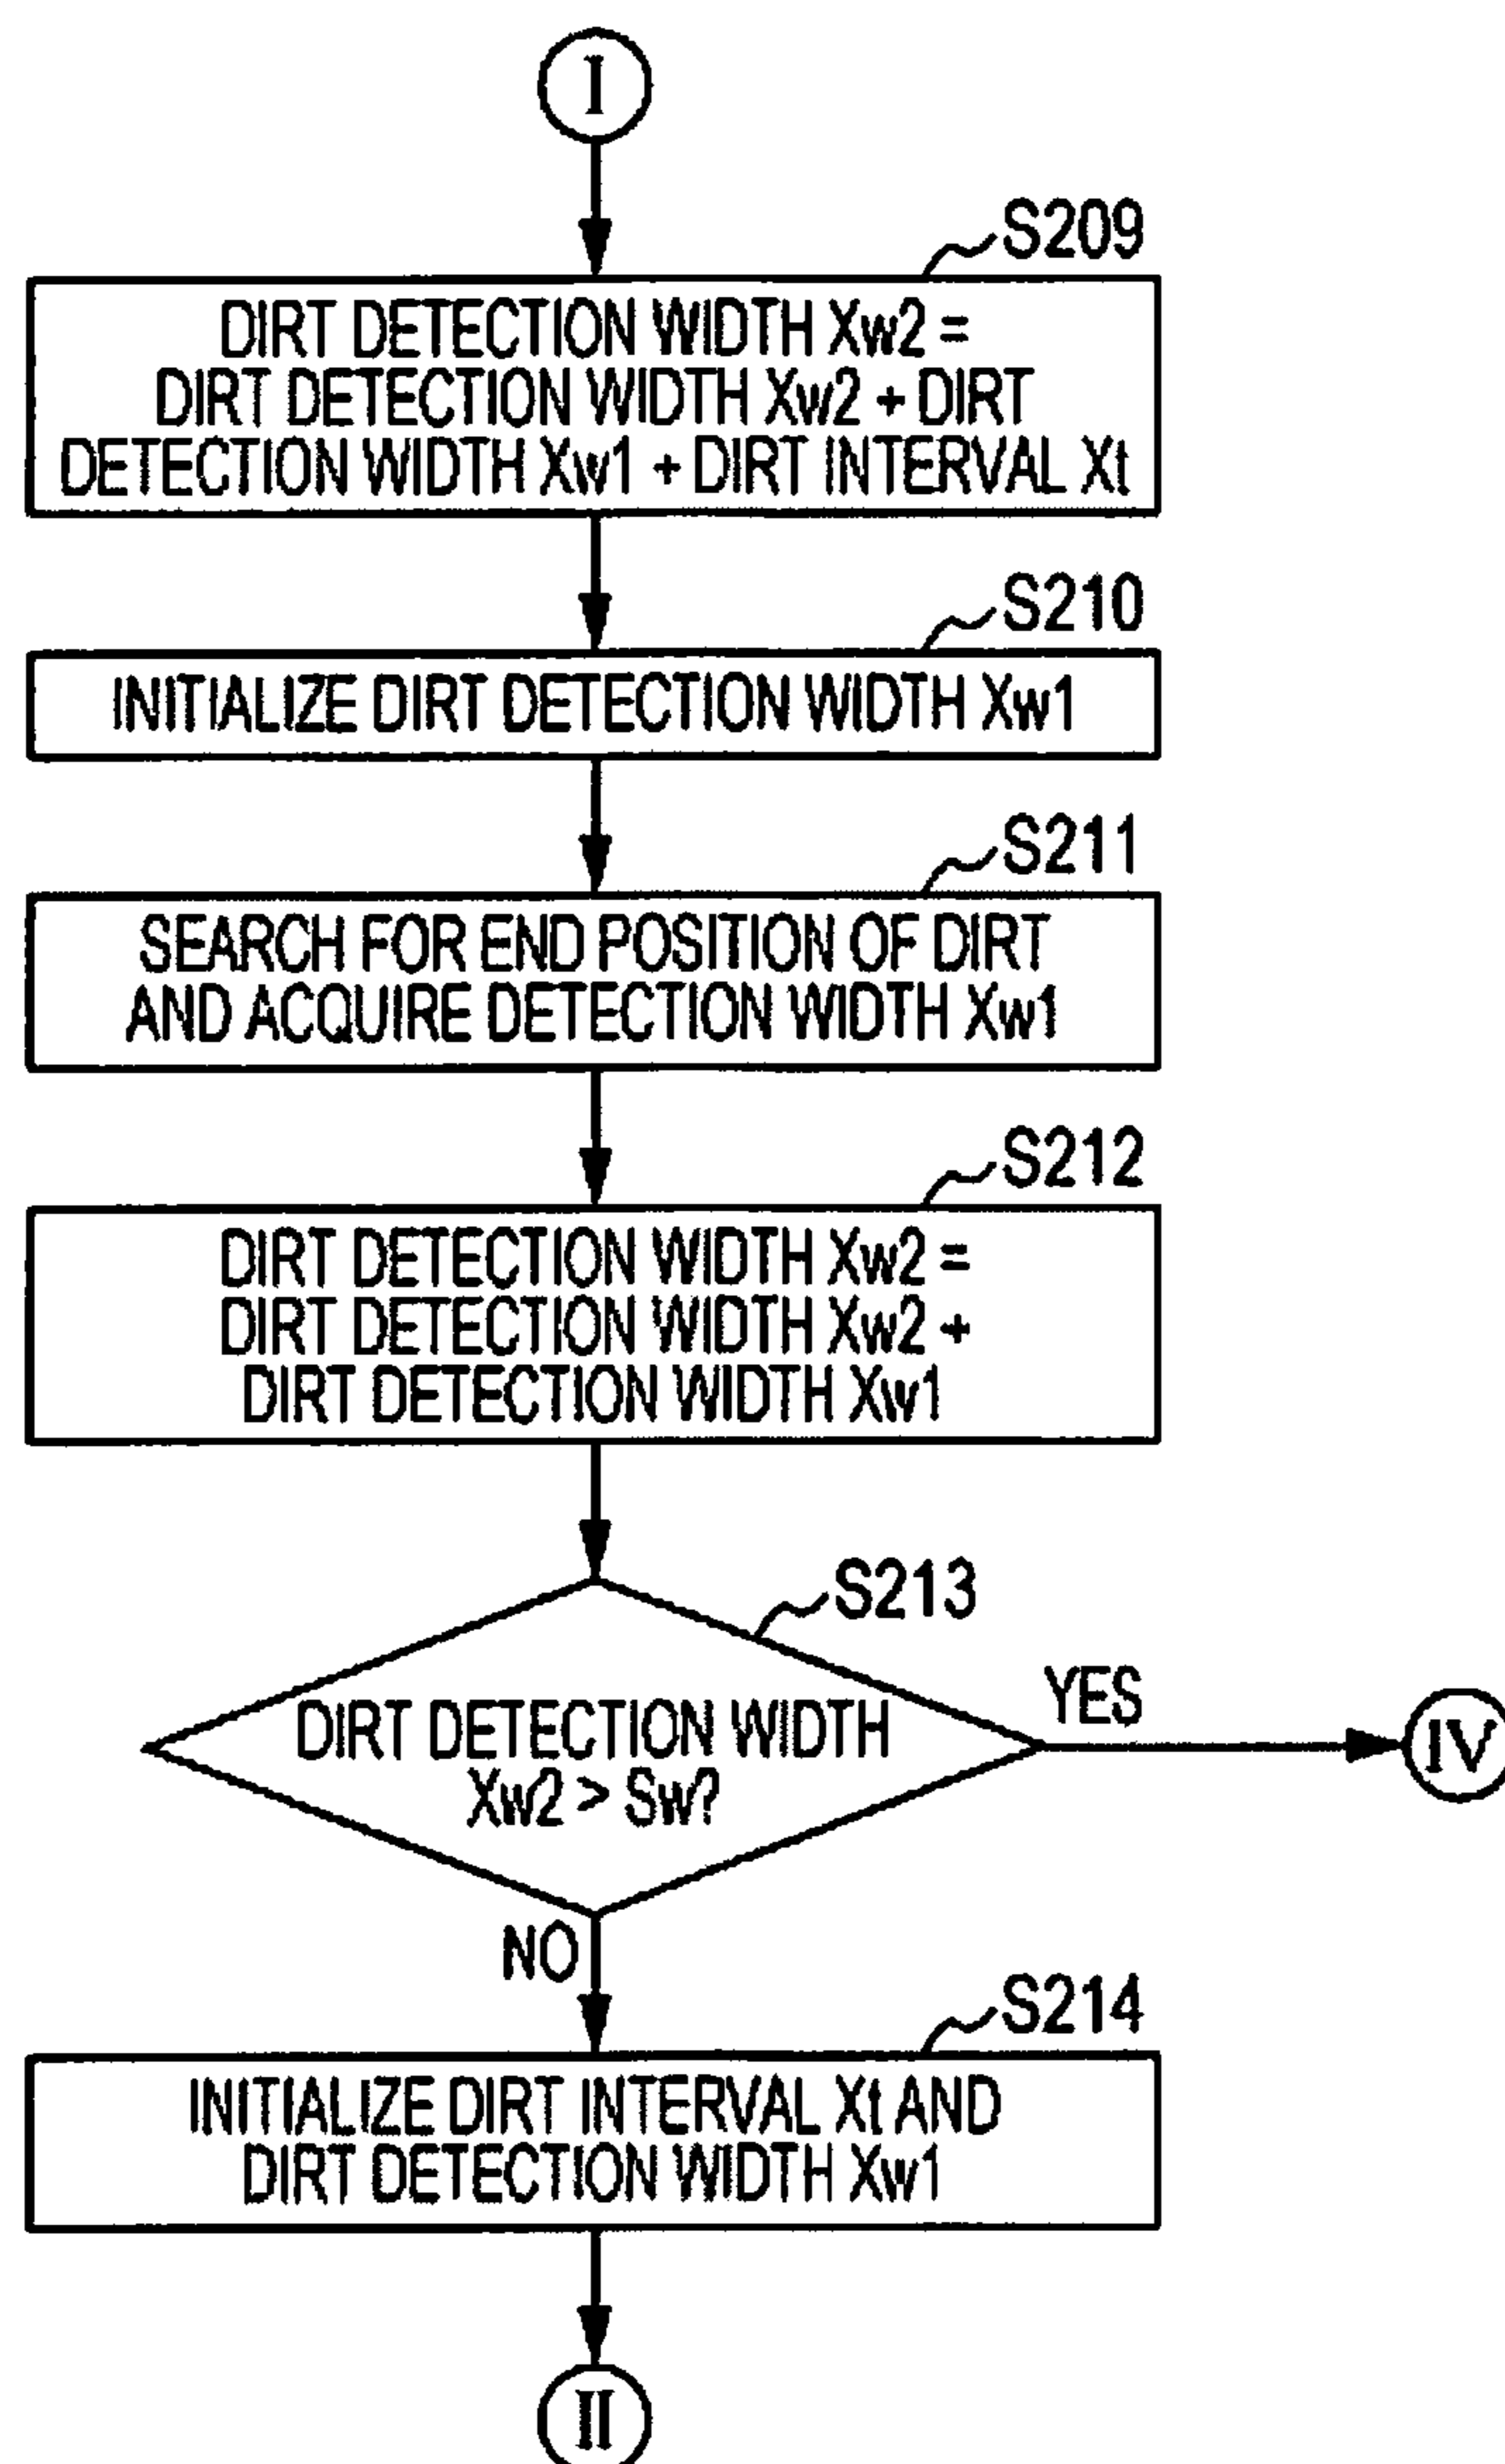 I
S209
DIRT DETECTION WIDTH Xw2 =
DIRT DETECTION WIDTH Xw2 + DIRT
DETECTION WIDTH Xw1 + DIRT INTERVAL Xt
S210
INITIALIZE DIRT DETECTION WIDTH Xw1
S211
SEARCH FOR END POSITION OF DIRT
AND ACQUIRE DETECTION WIDTH Xw1
S212
DIRT DETECTION WIDTH Xw2 =
DIRT DETECTION WIDTH Xw2 +
DIRT DETECTION WIDTH Xw1
S213
DIRT DETECTION WIDTH
Xw2 > Sw?
YES
IV
NO
S214
INITIALIZE DIRT INTERVAL Xt AND
DIRT DETECTION WIDTH Xw1
II